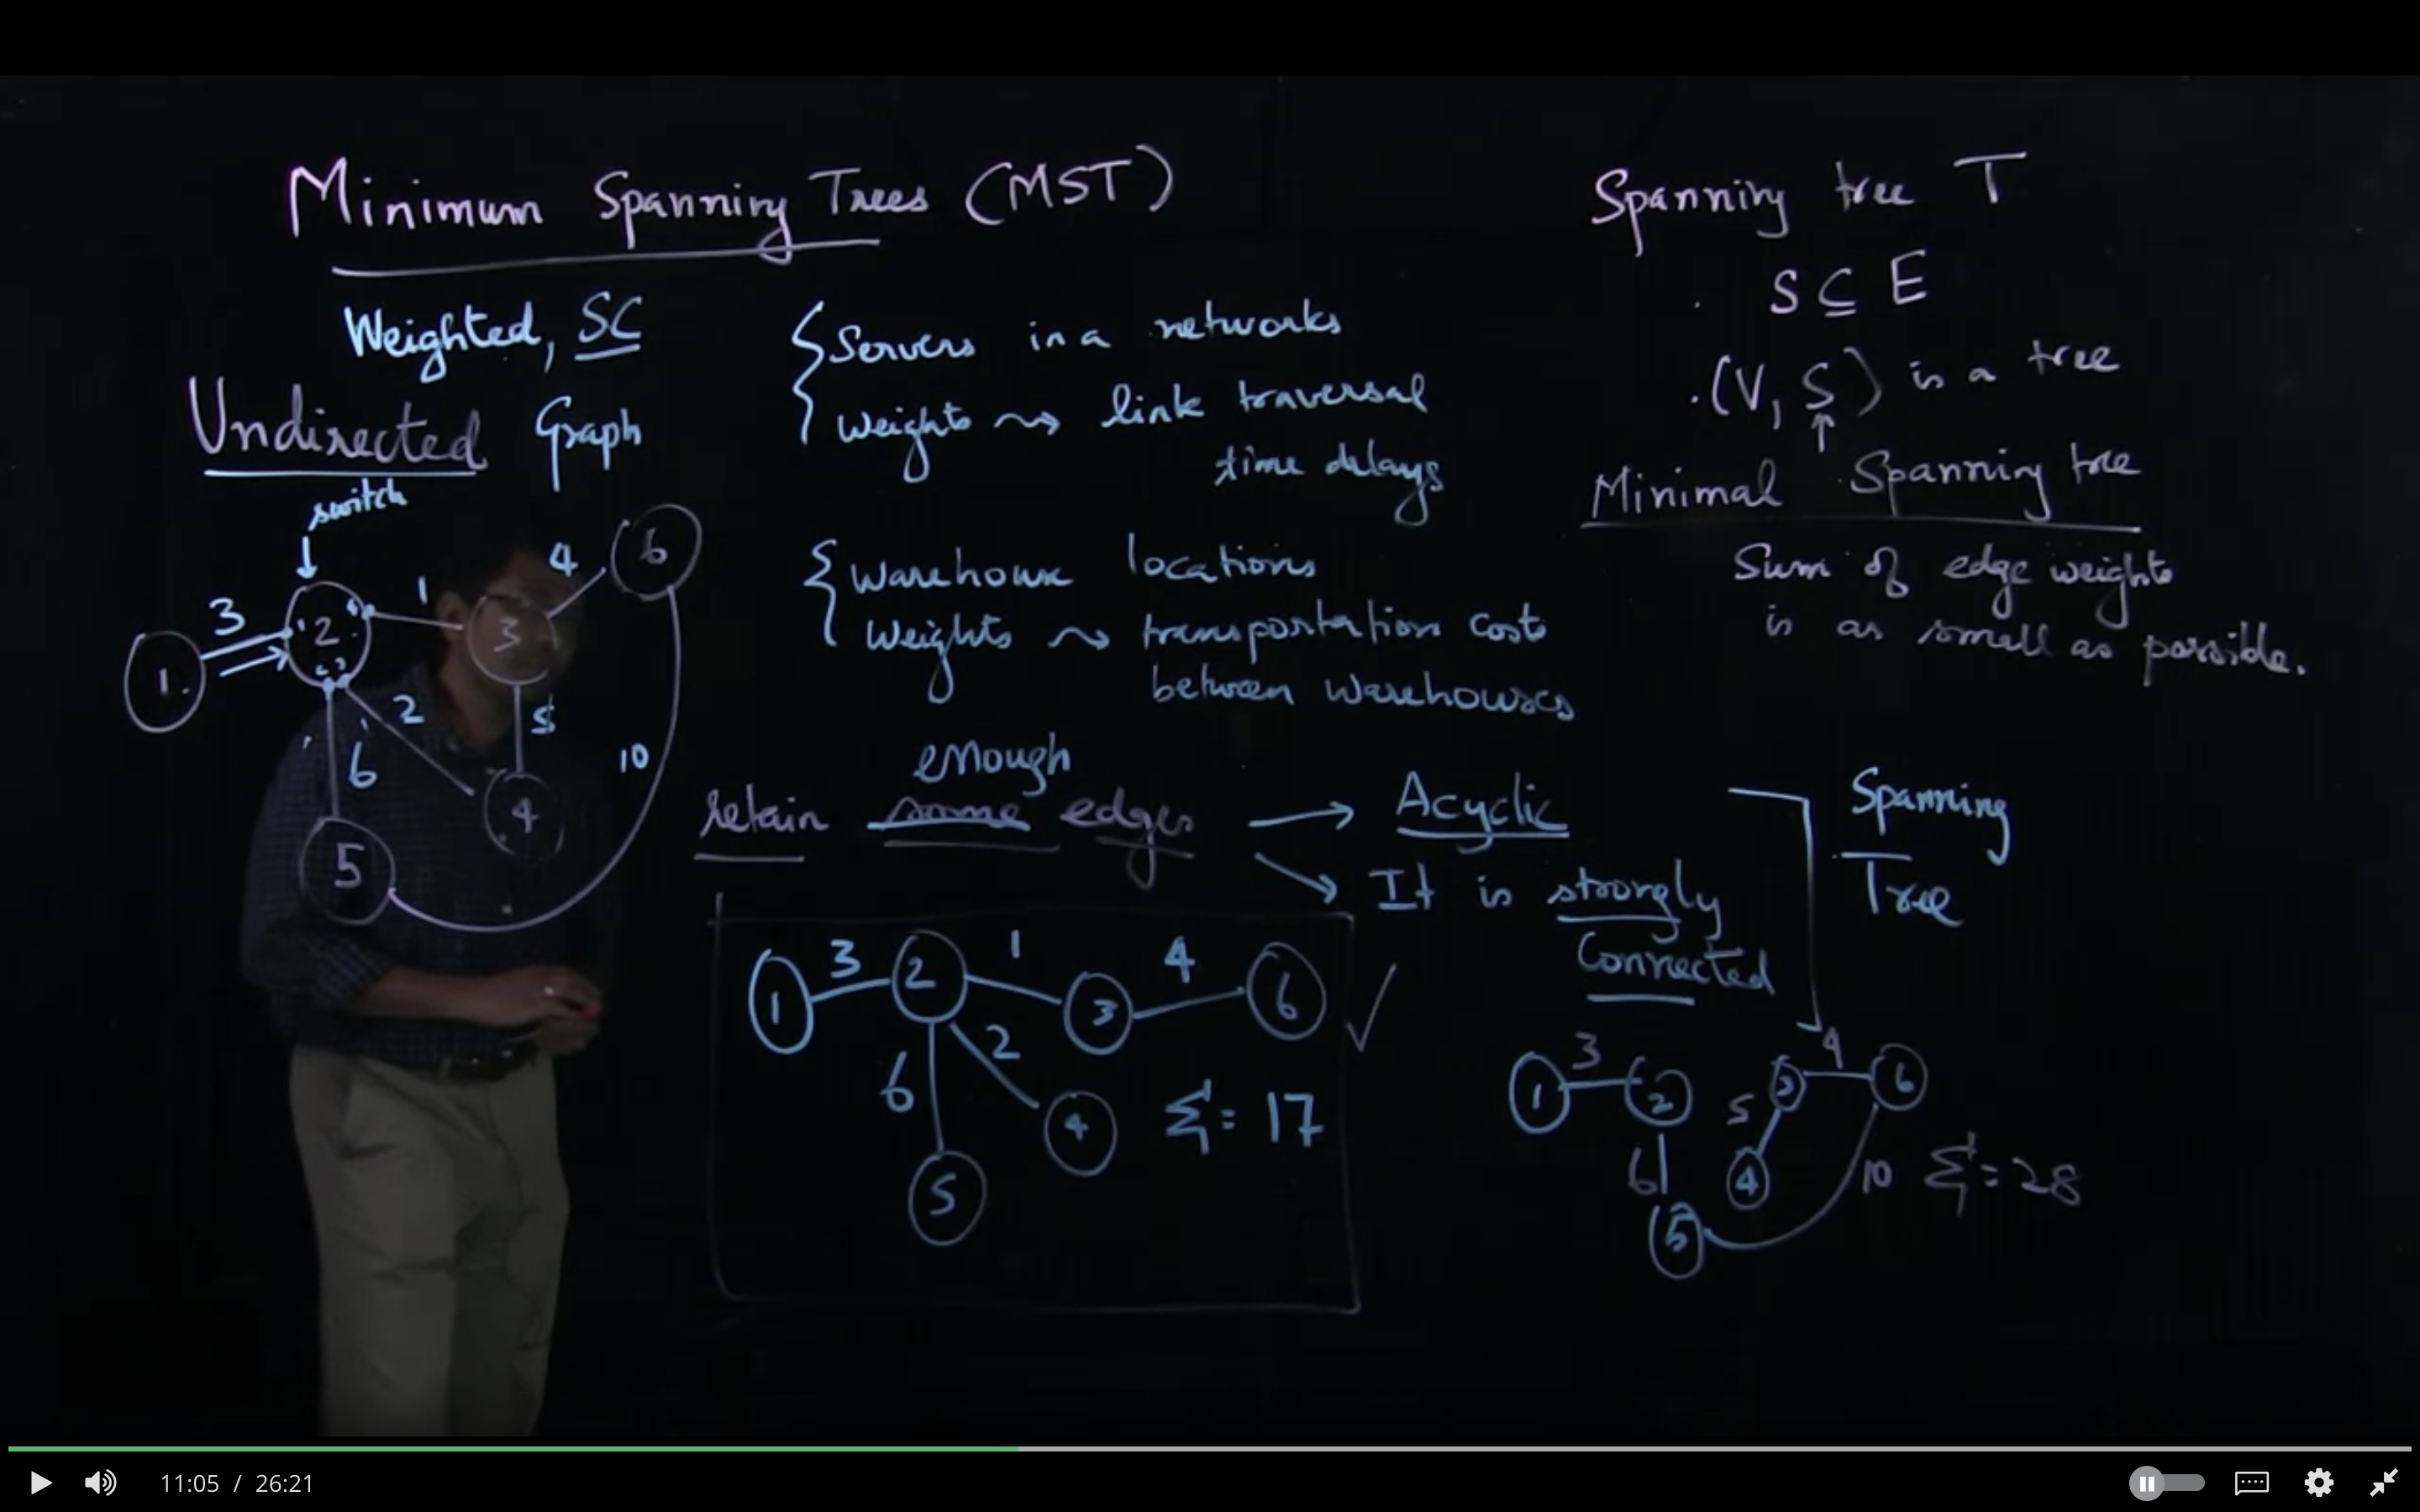 Minimum Spanning Trees (MST)
Weighted, SC
Undirected Graph
switch
3
1
4
1
2
3
6
1
2
3
4
2
5
6
10
4
5
{ Servers in a networks
Weights ⤳ link traversal
time delays
{ Warehouse locations
Weights ⤳ transportation costs
between warehouses
enough
retain some edges → Acyclic
→ It is strongly
Connected
Spanning
Tree
1 3 2 1 3 4 6 ✓
6 2
4
5
Σ = 17
Spanning tree T
. S ⊆ E
. (V, S) is a tree
↑
Minimal Spanning tree
Sum of edge weights
is as small as possible.
1 3 2 3 4 6
5
6 4 10
5
Σ = 28
11:05 / 26:21